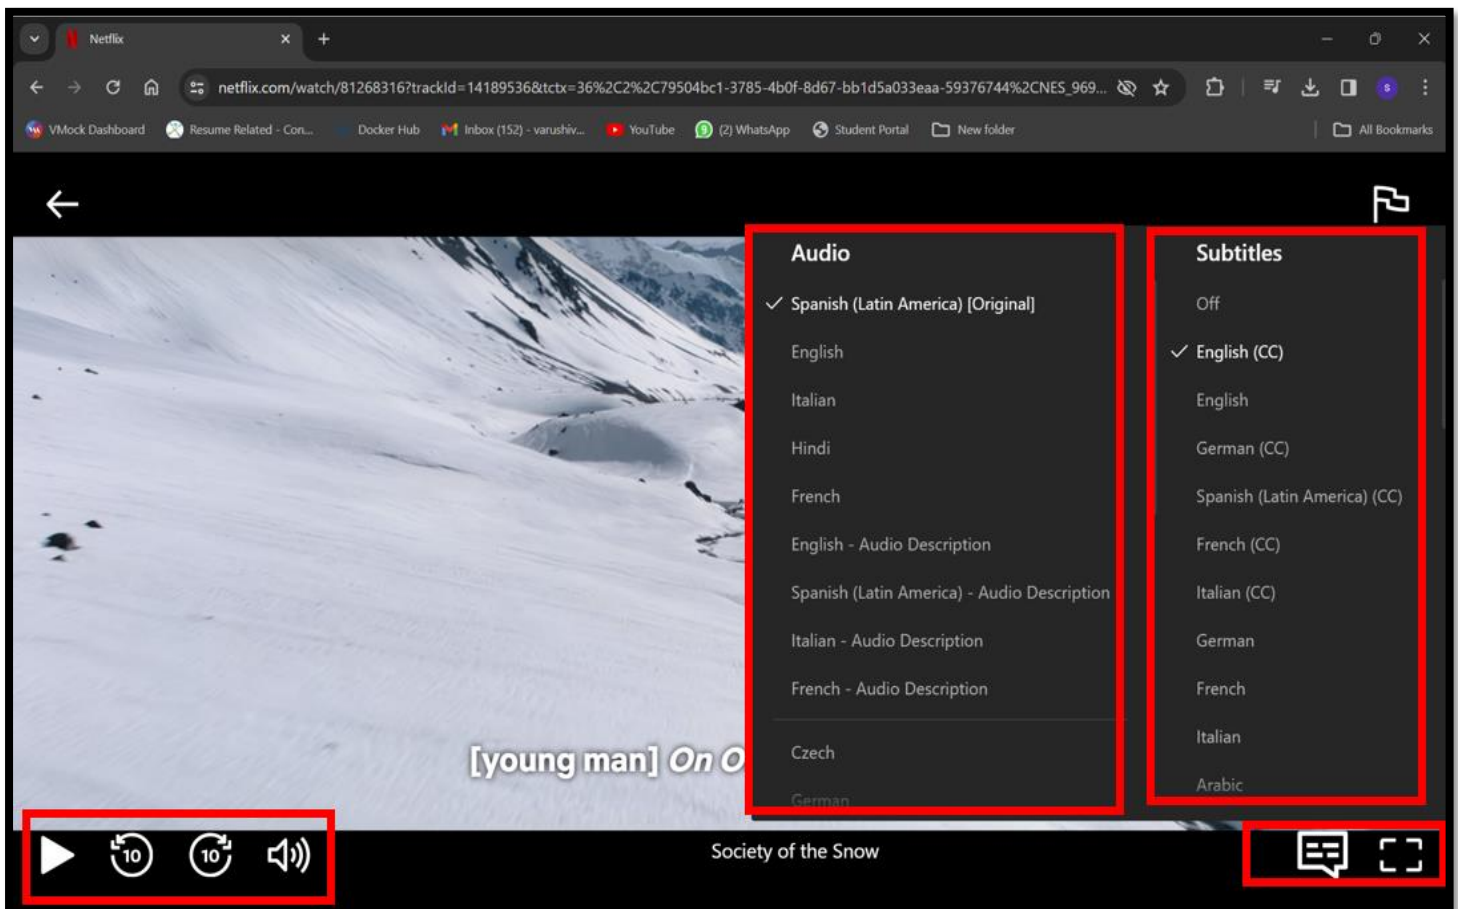 Netflix
netflix.com/watch/81268316?trackId=14189536&tctx=36%2C2%2C79504bc1-3785-4b0f-8d67-bb1d5a033eaa-59376744%2CNES_969...
VMock Dashboard Resume Related - Con... Docker Hub Inbox (152) - varushiv... YouTube (2) WhatsApp Student Portal New folder All Bookmarks
Audio
Spanish (Latin America) [Original]
English
Italian
Hindi
French
English - Audio Description
Spanish (Latin America) - Audio Description
Italian - Audio Description
French - Audio Description
Czech
German
Subtitles
Off
English (CC)
English
German (CC)
Spanish (Latin America) (CC)
French (CC)
Italian (CC)
German
French
Italian
Arabic
[young man] On O
10 10
Society of the Snow